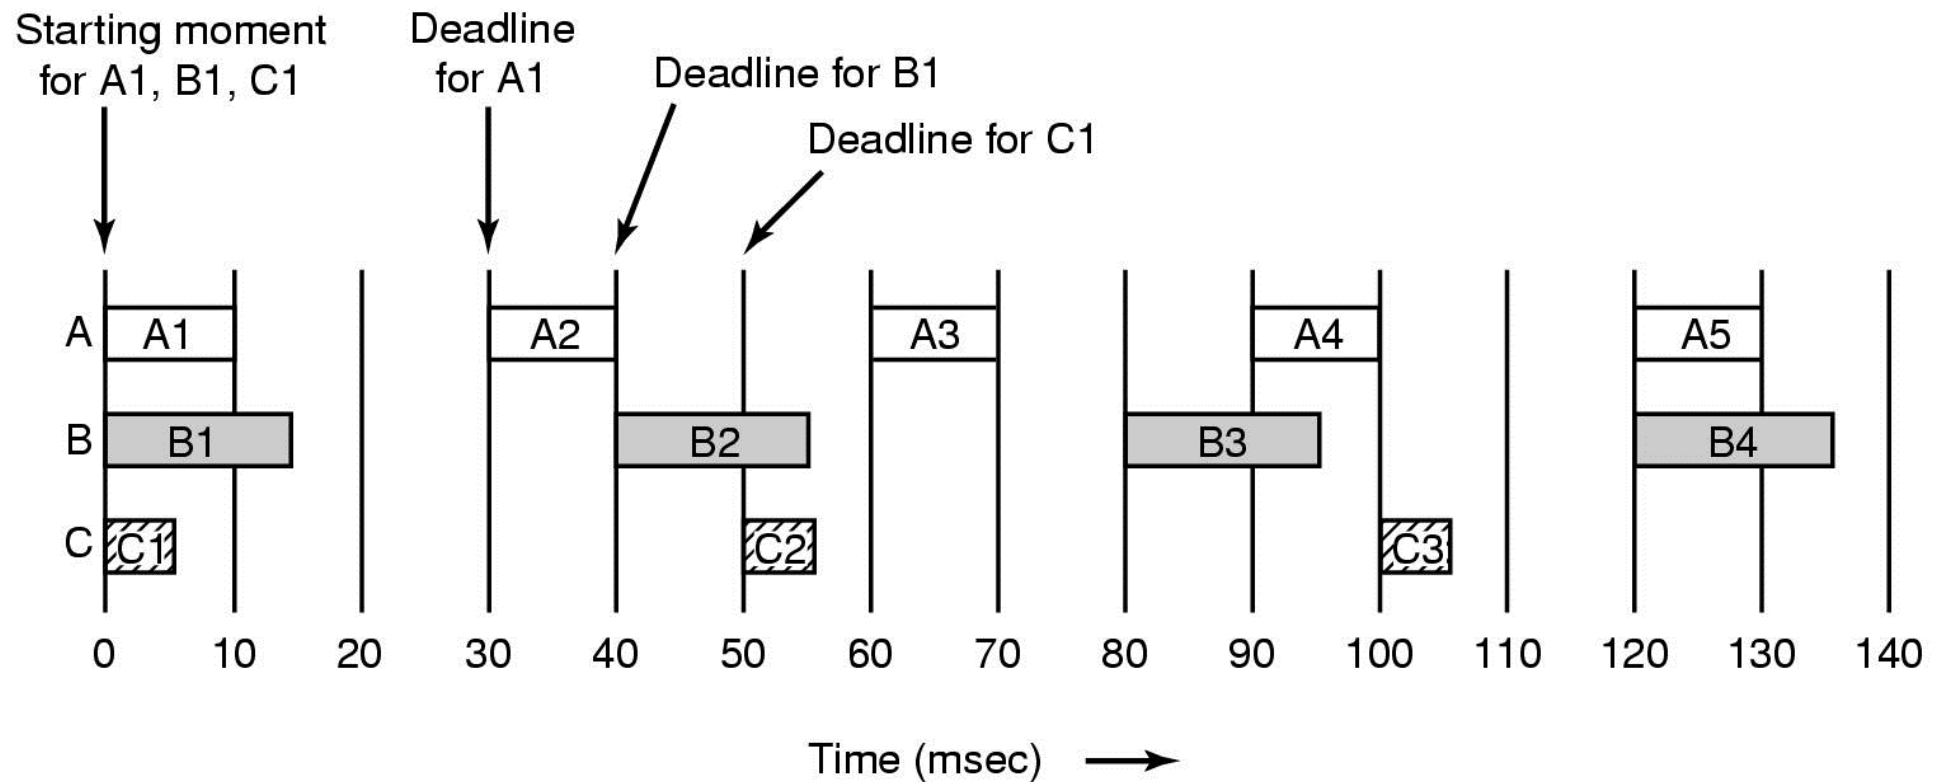 Starting moment
for A1, B1, C1
Deadline
for A1
Deadline for B1
Deadline for C1
A A1 A2 A3 A4 A5
B B1 B2 B3 B4
C C1 C2 C3
0 10 20 30 40 50 60 70 80 90 100 110 120 130 140
Time (msec)